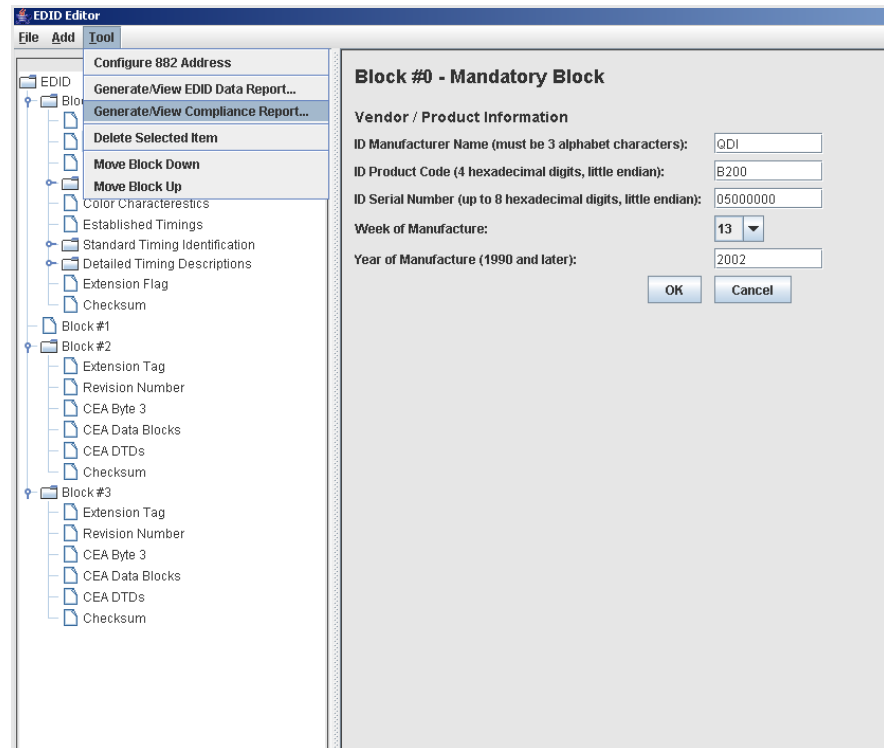 EDID Editor
File Add Tool
Configure 882 Address
Generate/View EDID Data Report...
Generate/View Compliance Report...
Delete Selected Item
Move Block Down
Move Block Up
EDID
Blo
Color Characterestics
Established Timings
Standard Timing Identification
Detailed Timing Descriptions
Extension Flag
Checksum
Block #1
Block #2
Extension Tag
Revision Number
CEA Byte 3
CEA Data Blocks
CEA DTDs
Checksum
Block #3
Extension Tag
Revision Number
CEA Byte 3
CEA Data Blocks
CEA DTDs
Checksum
Block #0 - Mandatory Block
Vendor / Product Information
ID Manufacturer Name (must be 3 alphabet characters): QDI
ID Product Code (4 hexadecimal digits, little endian): B200
ID Serial Number (up to 8 hexadecimal digits, little endian): 05000000
Week of Manufacture: 13
Year of Manufacture (1990 and later): 2002
OK Cancel